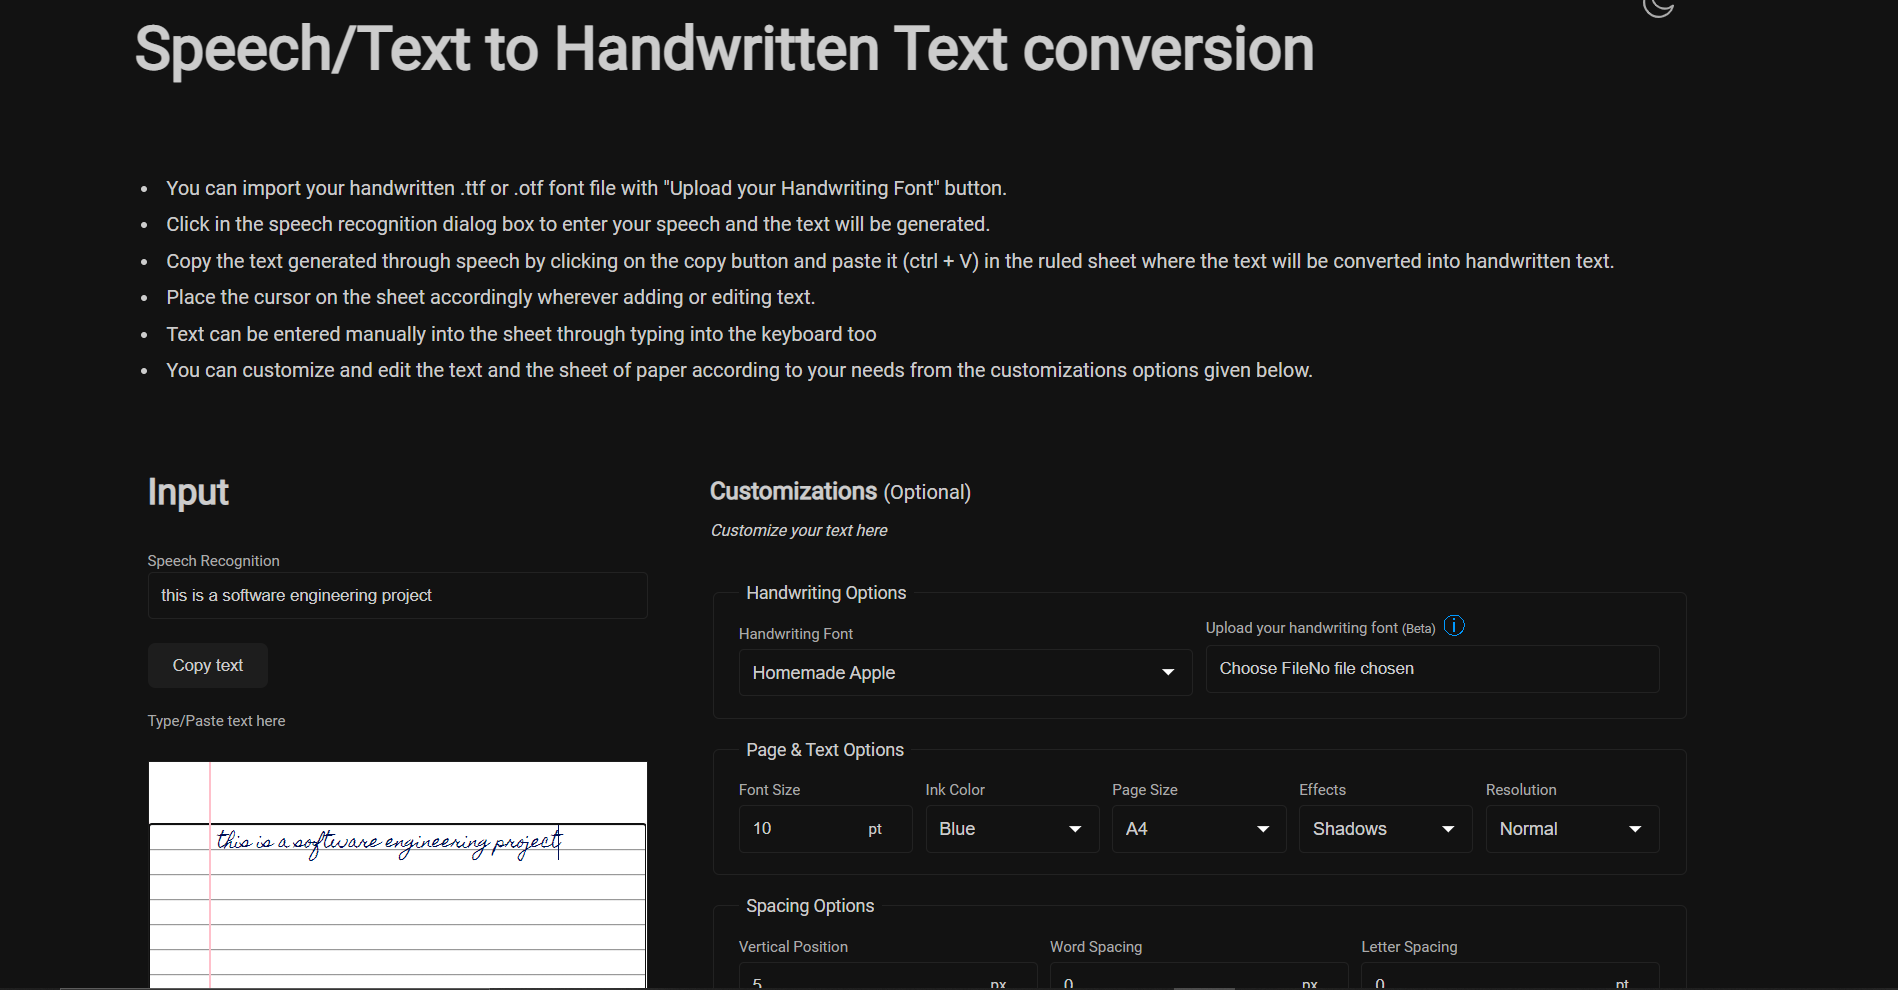 Speech/Text to Handwritten Text conversion
You can import your handwritten .ttf or .otf font file with "Upload your Handwriting Font" button.
Click in the speech recognition dialog box to enter your speech and the text will be generated.
Copy the text generated through speech by clicking on the copy button and paste it (ctrl + V) in the ruled sheet where the text will be converted into handwritten text.
Place the cursor on the sheet accordingly wherever adding or editing text.
Text can be entered manually into the sheet through typing into the keyboard too
You can customize and edit the text and the sheet of paper according to your needs from the customizations options given below.
Input
Speech Recognition
this is a software engineering project
Copy text
Type/Paste text here
this is a software engineering project
Customizations (Optional)
Customize your text here
Handwriting Options
Handwriting Font
Homemade Apple
Upload your handwriting font (Beta)
Choose FileNo file chosen
Page & Text Options
Font Size Ink Color Page Size Effects Resolution
10 pt Blue A4 Shadows Normal
Spacing Options
Vertical Position Word Spacing Letter Spacing
5 px 0 px 0 pt